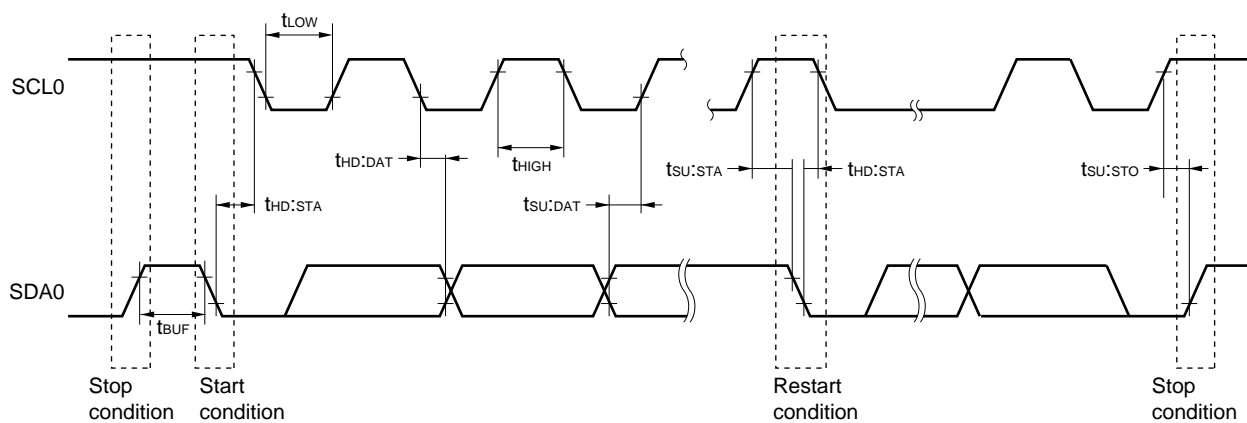 tLOW
SCL0
tHD:DAT
tHIGH
tSU:STA
tHD:STA
tSU:STO
tHD:STA
tSU:DAT
SDA0
tBUF
Stop
condition
Start
condition
Restart
condition
Stop
condition